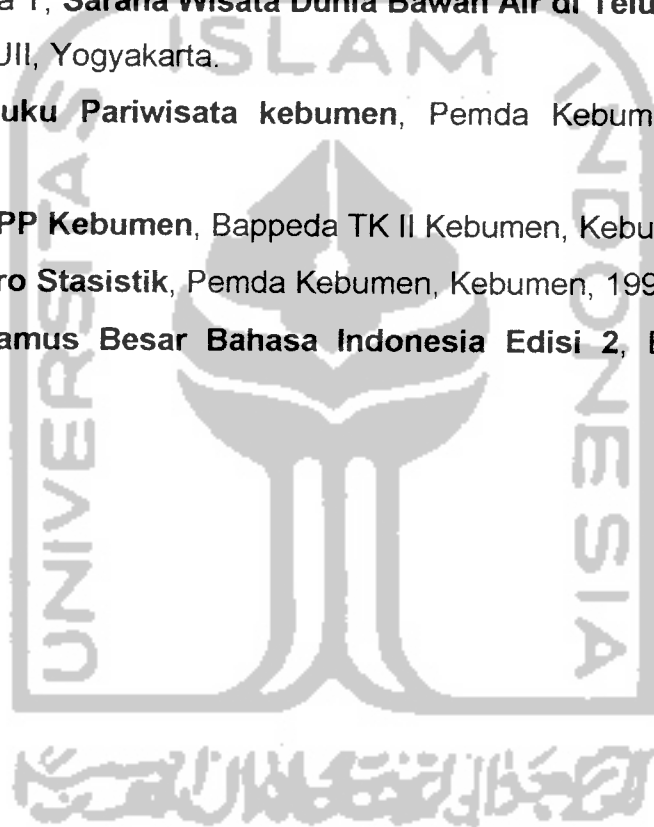 Sarana Wisata Dunia Bawah Air di Telu
UII, Yogyakarta.
uku Pariwisata kebumen, Pemda Kebum
PP Kebumen, Bappeda TK II Kebumen, Kebu
ro Stasistik, Pemda Kebumen, Kebumen, 199
amus Besar Bahasa Indonesia Edisi 2,
UNIVERSITAS
ISLAM
INDONESIA